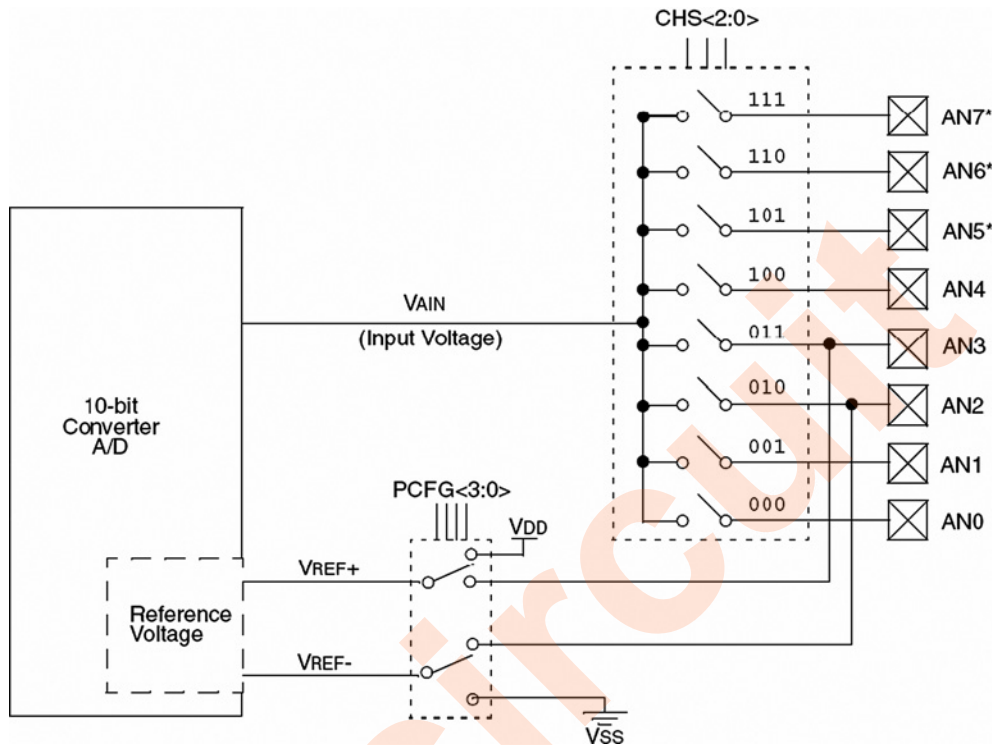 CHS<2:0>
111
AN7*
110
AN6*
101
AN5*
100
AN4
VAIN
(Input Voltage)
011
AN3
010
AN2
10-bit
Converter
A/D
001
AN1
PCFG<3:0>
000
AN0
VDD
VREF+
Reference
Voltage
VREF-
VSS
circuit